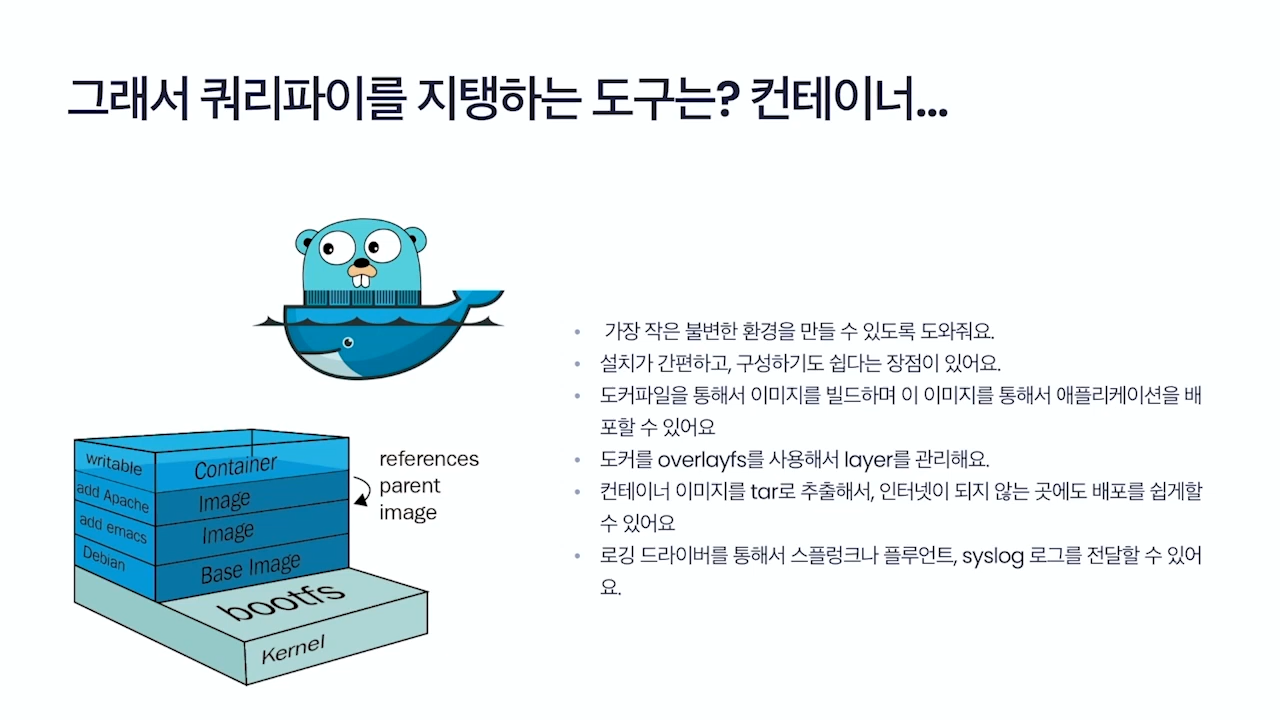 그래서 쿼리파이를 지탱하는 도구는? 컨테이너...
• 가장 작은 불변한 환경을 만들 수 있도록 도와줘요.
• 설치가 간편하고, 구성하기도 쉽다는 장점이 있어요.
• 도커파일을 통해서 이미지를 빌드하며 이 이미지를 통해서 애플리케이션을 배
포할 수 있어요
• 도커를 overlayfs를 사용해서 layer를 관리해요.
• 컨테이너 이미지를 tar로 추출해서, 인터넷이 되지 않는 곳에도 배포를 쉽게할
수 있어요
• 로깅 드라이버를 통해서 스플렁크나 플루언트, syslog 로그를 전달할 수 있어
요.
writable
Container
add Apache
Image
add emacs
Image
Debian
Base Image
bootfs
Kernel
references
parent
image